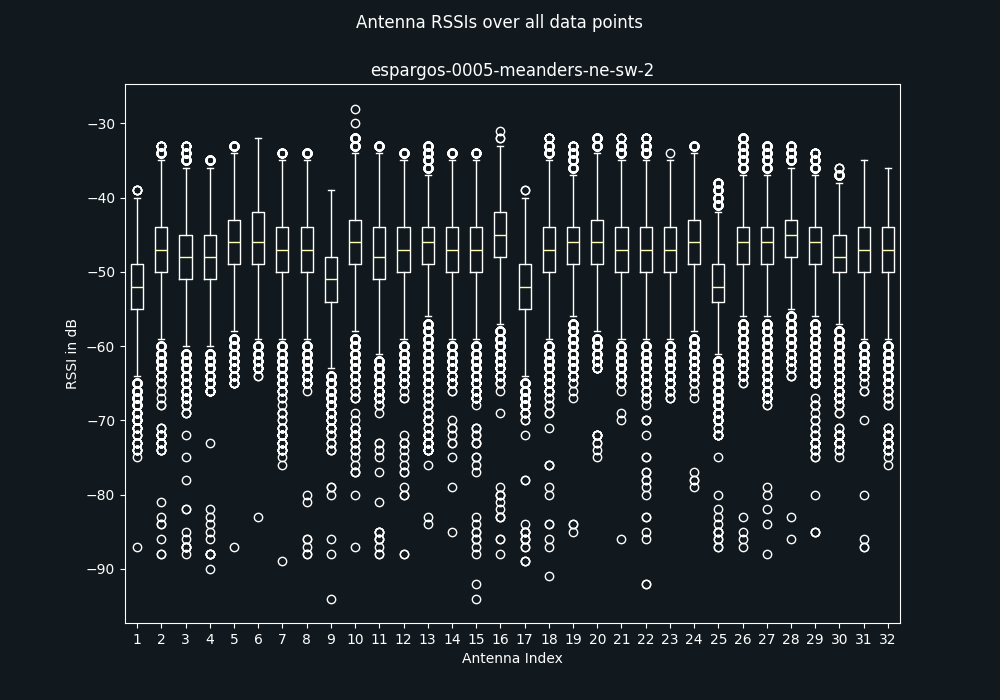 Antenna RSSIs over all data points
espargos-0005-meanders-ne-sw-2
−30
−40
−50
−60
−70
−80
−90
RSSI in dB
1 2 3 4 5 6 7 8 9 10 11 12 13 14 15 16 17 18 19 20 21 22 23 24 25 26 27 28 29 30 31 32
Antenna Index